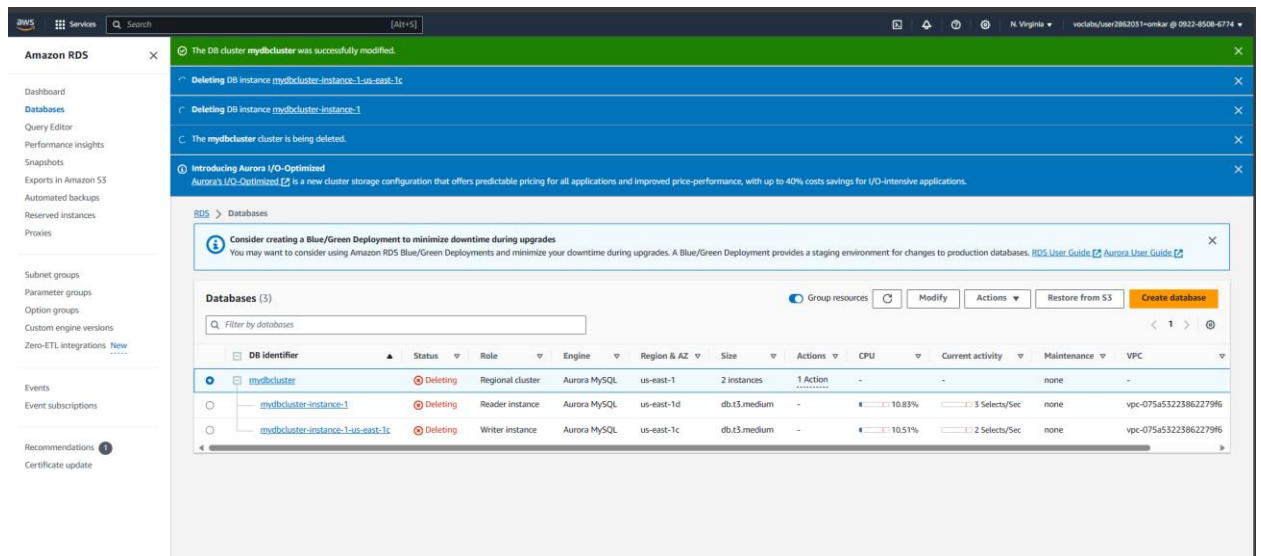 aws Services Search [Alt+S] N. Virginia voclabs/user2862031=omkar @ 0922-8508-6774
Amazon RDS
Dashboard
Databases
Query Editor
Performance insights
Snapshots
Exports in Amazon S3
Automated backups
Reserved instances
Proxies
Subnet groups
Parameter groups
Option groups
Custom engine versions
Zero-ETL integrations New
Events
Event subscriptions
Recommendations 1
Certificate update
The DB cluster mydbcluster was successfully modified.
Deleting DB instance mydbcluster-instance-1-us-east-1c
Deleting DB instance mydbcluster-instance-1
The mydbcluster cluster is being deleted.
Introducing Aurora I/O-Optimized
Aurora's I/O-Optimized is a new cluster storage configuration that offers predictable pricing for all applications and improved price-performance, with up to 40% costs savings for I/O-intensive applications.
RDS > Databases
Consider creating a Blue/Green Deployment to minimize downtime during upgrades
You may want to consider using Amazon RDS Blue/Green Deployments and minimize your downtime during upgrades. A Blue/Green Deployment provides a staging environment for changes to production databases. RDS User Guide Aurora User Guide
Databases (3) Group resources Modify Actions Restore from S3 Create database
Filter by databases 1
DB identifier Status Role Engine Region & AZ Size Actions CPU Current activity Maintenance VPC
mydbcluster Deleting Regional cluster Aurora MySQL us-east-1 2 instances 1 Action - - none -
mydbcluster-instance-1 Deleting Reader instance Aurora MySQL us-east-1d db.t3.medium - 10.83% 3 Selects/Sec none vpc-075a53223862279f6
mydbcluster-instance-1-us-east-1c Deleting Writer instance Aurora MySQL us-east-1c db.t3.medium - 10.51% 2 Selects/Sec none vpc-075a53223862279f6